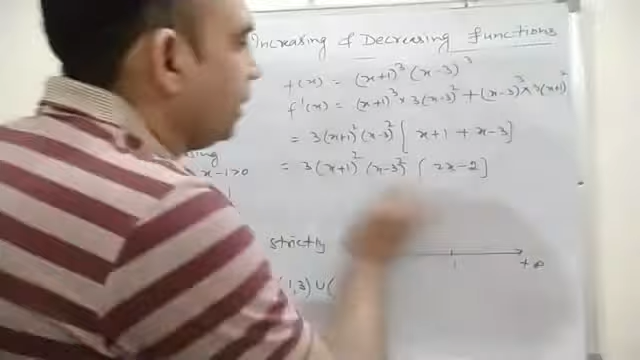 Increasing & Decreasing functions
f(x) = (x+1)³ (x-3)³
f'(x) = (x+1)³ × 3(x-3)² + (x-3)³ × 3(x+1)²
= 3(x+1)² (x-3)² [ x+1 + x-3]
= 3(x+1)² (x-3)² [ 2x-2]
x-1>0
1
strictly
1
+∞
1,3) ∪ (